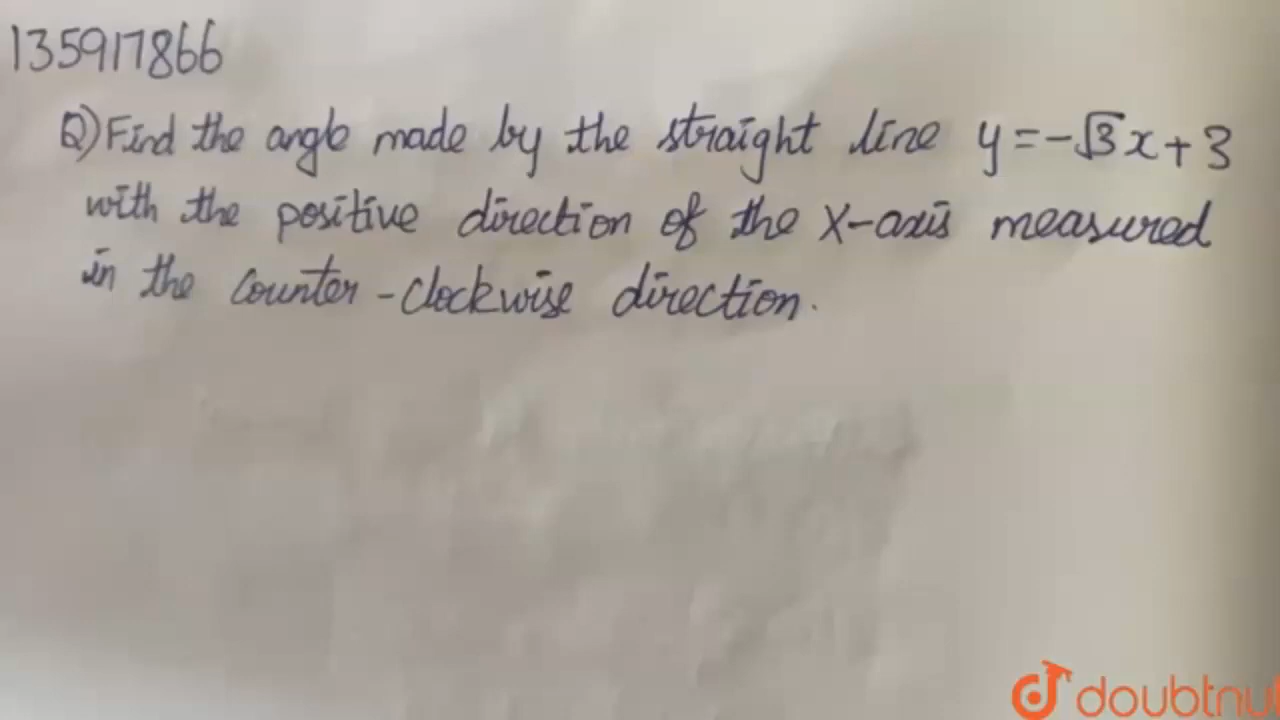 135917866
Q) Find the angle made by the straight line y = -√3x + 3
with the positive direction of the X-axis measured
in the counter-clockwise direction.
doubtnut